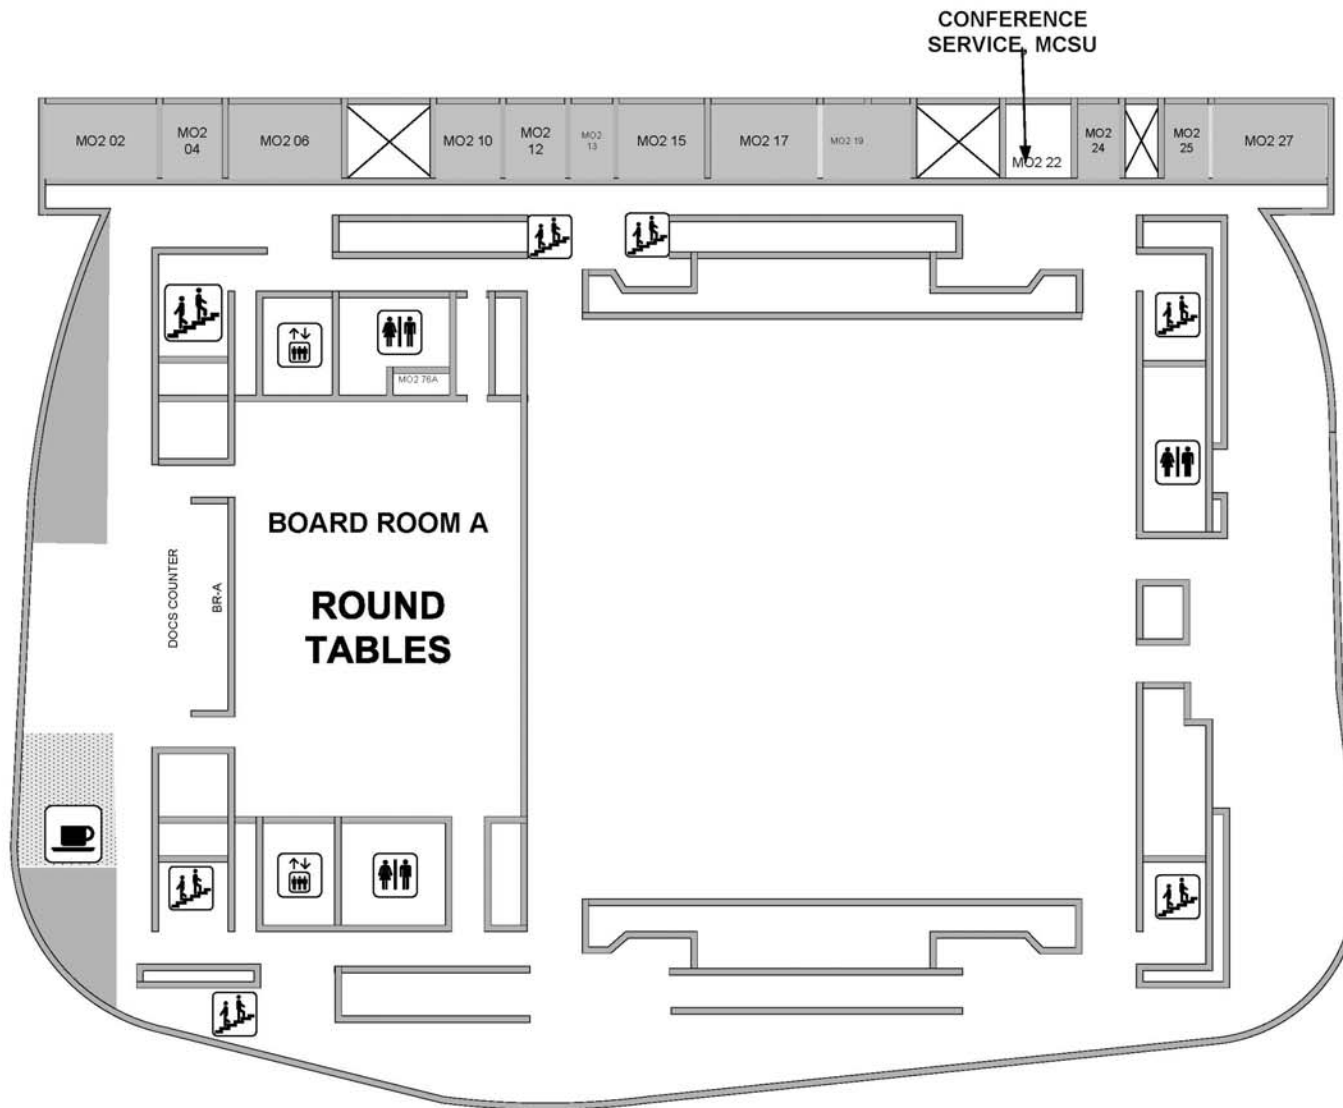 CONFERENCE
SERVICE, MCSU
MO2 02
MO2
04
MO2 06
MO2 10
MO2
12
MO2
13
MO2 15
MO2 17
MO2 19
MO2 22
MO2
24
MO2
25
MO2 27
MO2 76A
BOARD ROOM A
ROUND
TABLES
DOCS COUNTER
BR-A